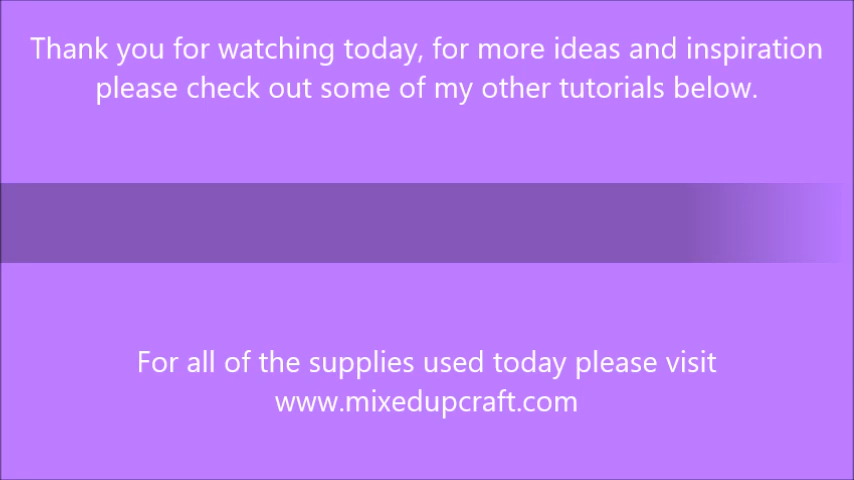 Thank you for watching today, for more ideas and inspiration
please check out some of my other tutorials below.
For all of the supplies used today please visit
www.mixedupcraft.com